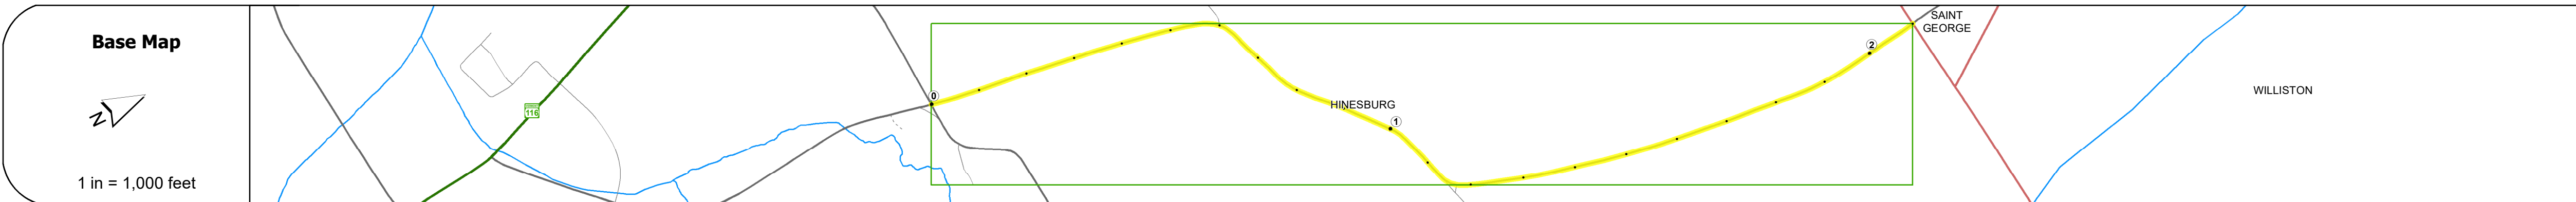 Base Map
N
1 in = 1,000 feet
116
0
HINESBURG
1
2
SAINT
GEORGE
WILLISTON